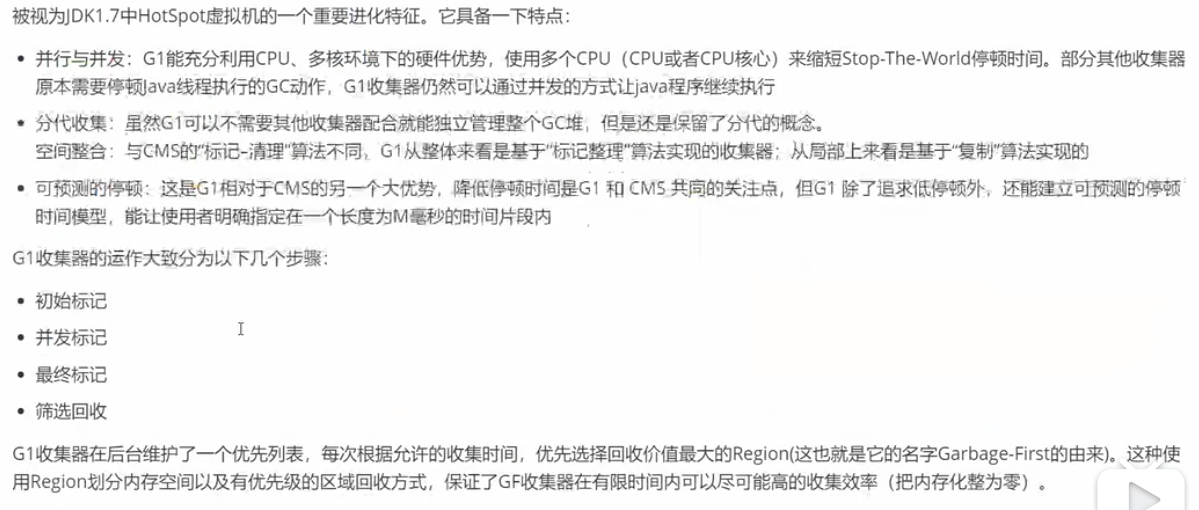 被视为JDK1.7中HotSpot虚拟机的一个重要进化特征。它具备一下特点：
• 并行与并发：G1能充分利用CPU、多核环境下的硬件优势，使用多个CPU（CPU或者CPU核心）来缩短Stop-The-World停顿时间。部分其他收集器
原本需要停顿Java线程执行的GC动作，G1收集器仍然可以通过并发的方式让java程序继续执行
• 分代收集：虽然G1可以不需要其他收集器配合就能独立管理整个GC堆，但是还是保留了分代的概念。
空间整合：与CMS的“标记–清理”算法不同，G1从整体来看是基于“标记整理”算法实现的收集器；从局部上来看是基于“复制”算法实现的
• 可预测的停顿：这是G1相对于CMS的另一个大优势，降低停顿时间是G1 和 CMS 共同的关注点，但G1 除了追求低停顿外，还能建立可预测的停顿
时间模型，能让使用者明确指定在一个长度为M毫秒的时间片段内
G1收集器的运作大致分为以下几个步骤：
• 初始标记
• 并发标记
• 最终标记
• 筛选回收
G1收集器在后台维护了一个优先列表，每次根据允许的收集时间，优先选择回收价值最大的Region(这也就是它的名字Garbage-First的由来)。这种使
用Region划分内存空间以及有优先级的区域回收方式，保证了GF收集器在有限时间内可以尽可能高的收集效率（把内存化整为零）。